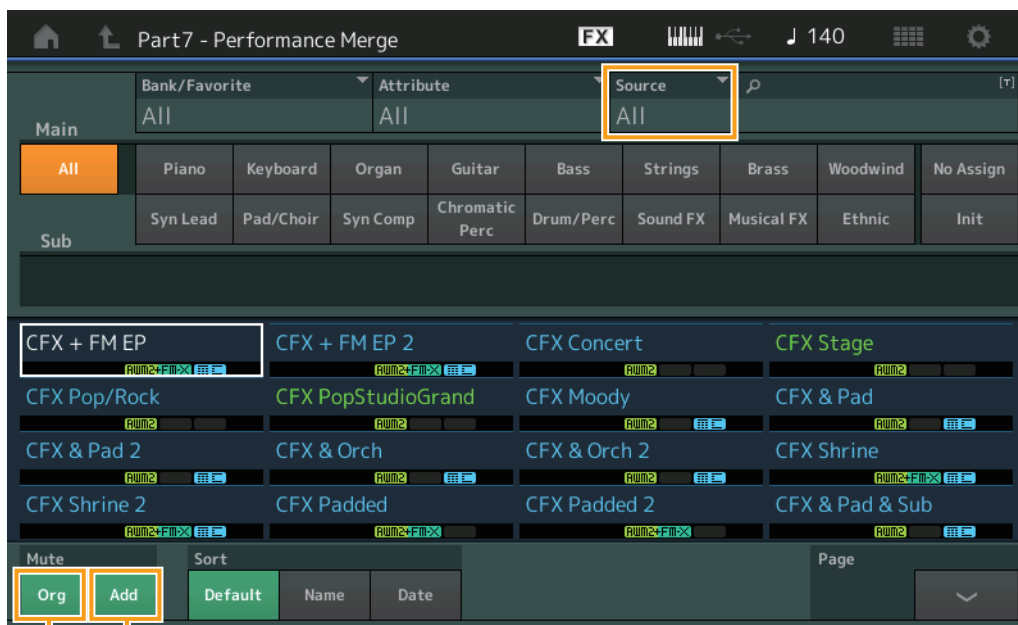 Part7 - Performance Merge FX ♩ 140
Bank/Favorite Attribute Source [T]
Main All All All
All Piano Keyboard Organ Guitar Bass Strings Brass Woodwind No Assign
Sub Syn Lead Pad/Choir Syn Comp Chromatic Perc Drum/Perc Sound FX Musical FX Ethnic Init
CFX + FM EP CFX + FM EP 2 CFX Concert CFX Stage
AWM2+FM-X AWM2+FM-X AWM2 AWM2
CFX Pop/Rock CFX PopStudioGrand CFX Moody CFX & Pad
AWM2 AWM2 AWM2 AWM2
CFX & Pad 2 CFX & Orch CFX & Orch 2 CFX Shrine
AWM2 AWM2 AWM2 AWM2+FM-X
CFX Shrine 2 CFX Padded CFX Padded 2 CFX & Pad & Sub
AWM2+FM-X AWM2+FM-X AWM2+FM-X AWM2
Mute Sort Page
Org Add Default Name Date